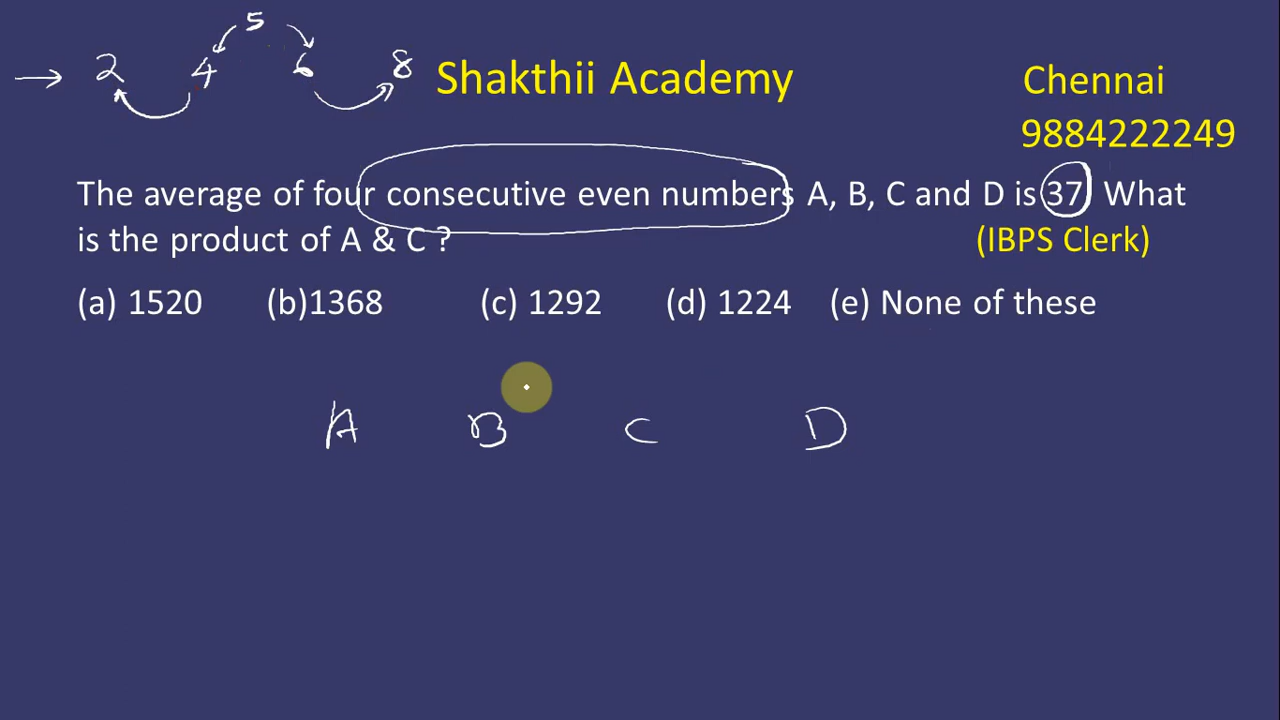 5
2 4 6 8
Shakthii Academy
Chennai
9884222249
The average of four consecutive even numbers A, B, C and D is 37. What
is the product of A & C ?
(IBPS Clerk)
(a) 1520 (b)1368 (c) 1292 (d) 1224 (e) None of these
A B C D